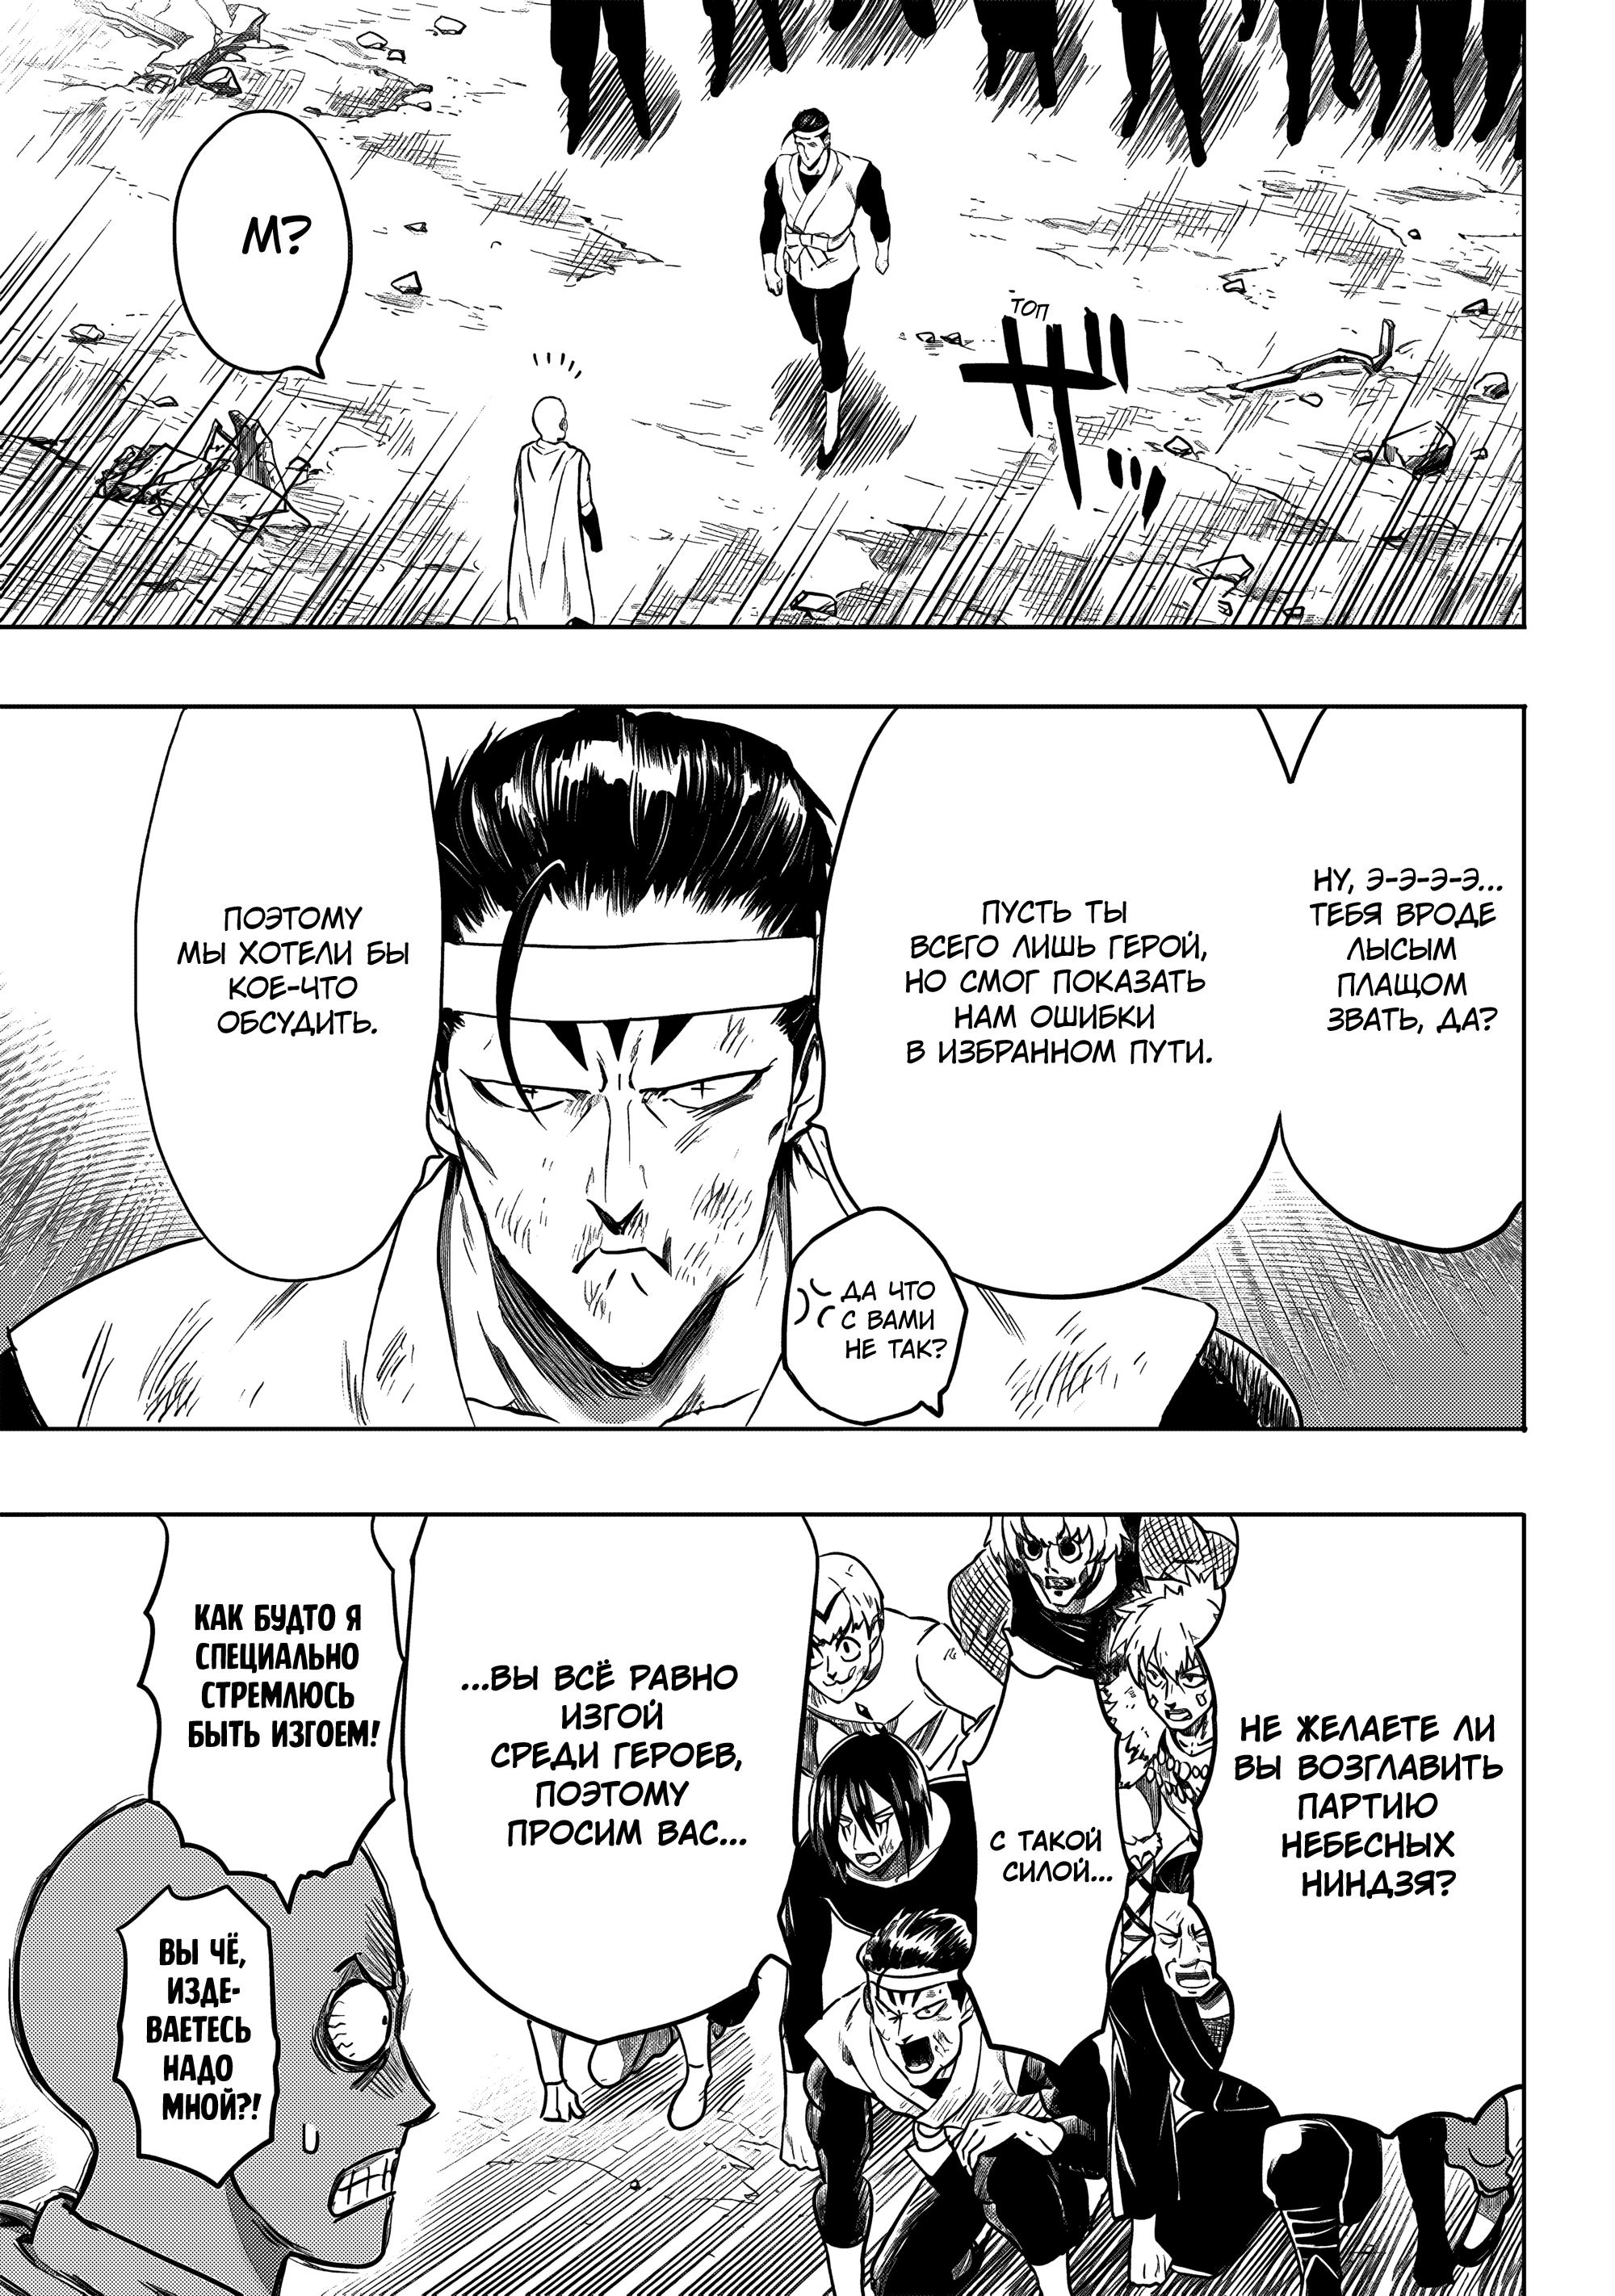 М?
ТОП
ザッ
НУ, Э-Э-Э-Э...
ТЕБЯ ВРОДЕ
ЛЫСЫМ
ПЛАЩОМ
ЗВАТЬ, ДА?
ПУСТЬ ТЫ
ВСЕГО ЛИШЬ ГЕРОЙ,
НО СМОГ ПОКАЗАТЬ
НАМ ОШИБКИ
В ИЗБРАННОМ ПУТИ.
ДА ЧТО
С ВАМИ
НЕ ТАК?
ПОЭТОМУ
МЫ ХОТЕЛИ БЫ
КОЕ-ЧТО
ОБСУДИТЬ.
НЕ ЖЕЛАЕТЕ ЛИ
ВЫ ВОЗГЛАВИТЬ
ПАРТИЮ
НЕБЕСНЫХ
НИНДЗЯ?
С ТАКОЙ
СИЛОЙ...
...ВЫ ВСЁ РАВНО
ИЗГОЙ
СРЕДИ ГЕРОЕВ,
ПОЭТОМУ
ПРОСИМ ВАС...
КАК БУДТО Я
СПЕЦИАЛЬНО
СТРЕМЛЮСЬ
БЫТЬ ИЗГОЕМ!
ВЫ ЧЁ,
ИЗДЕ-
ВАЕТЕСЬ
НАДО
МНОЙ?!